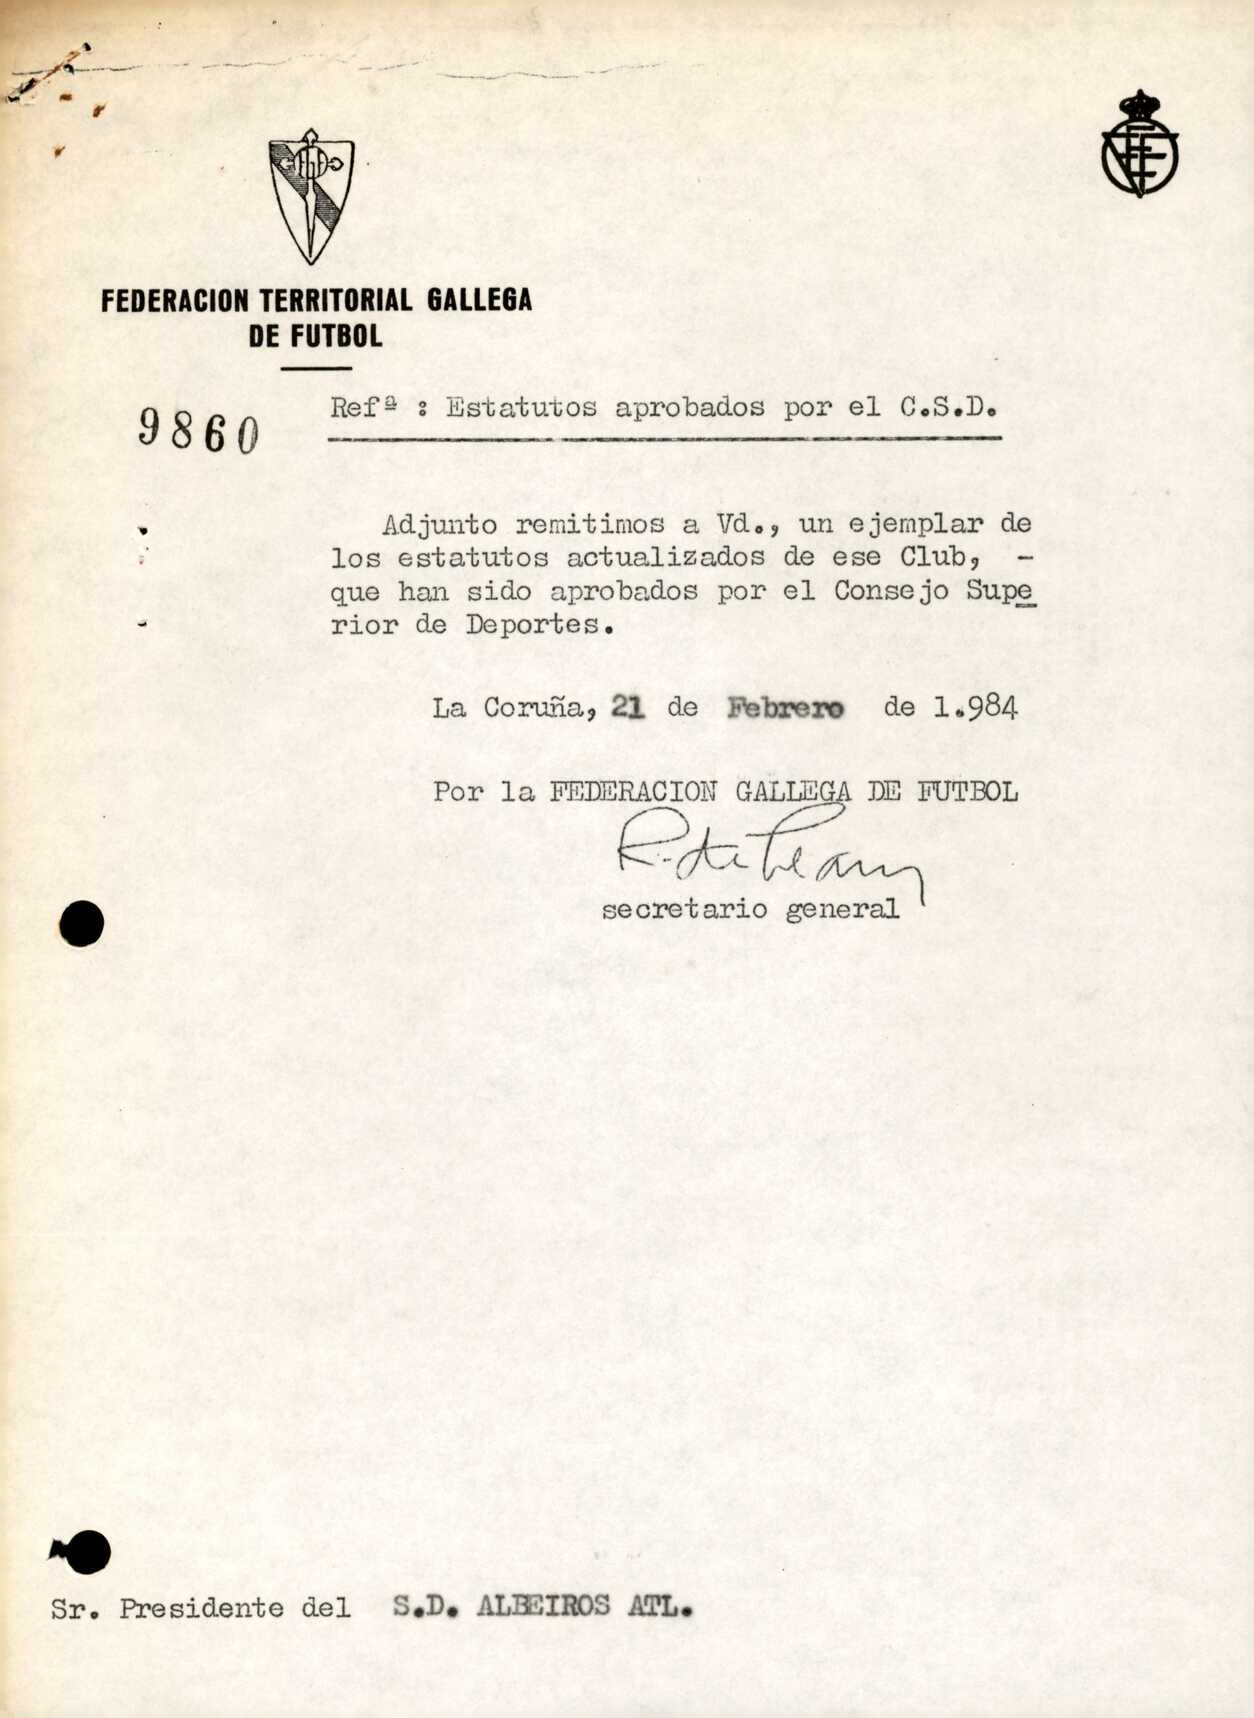 FEDERACION TERRITORIAL GALLEGA
DE FUTBOL
9860
Refª : Estatutos aprobados por el C.S.D.
Adjunto remitimos a Vd., un ejemplar de
los estatutos actualizados de ese Club, -
que han sido aprobados por el Consejo Supe
rior de Deportes.
La Coruña, 21 de Febrero de 1.984
Por la FEDERACION GALLEGA DE FUTBOL
secretario general
Sr. Presidente del S.D. ALBEIROS ATL.